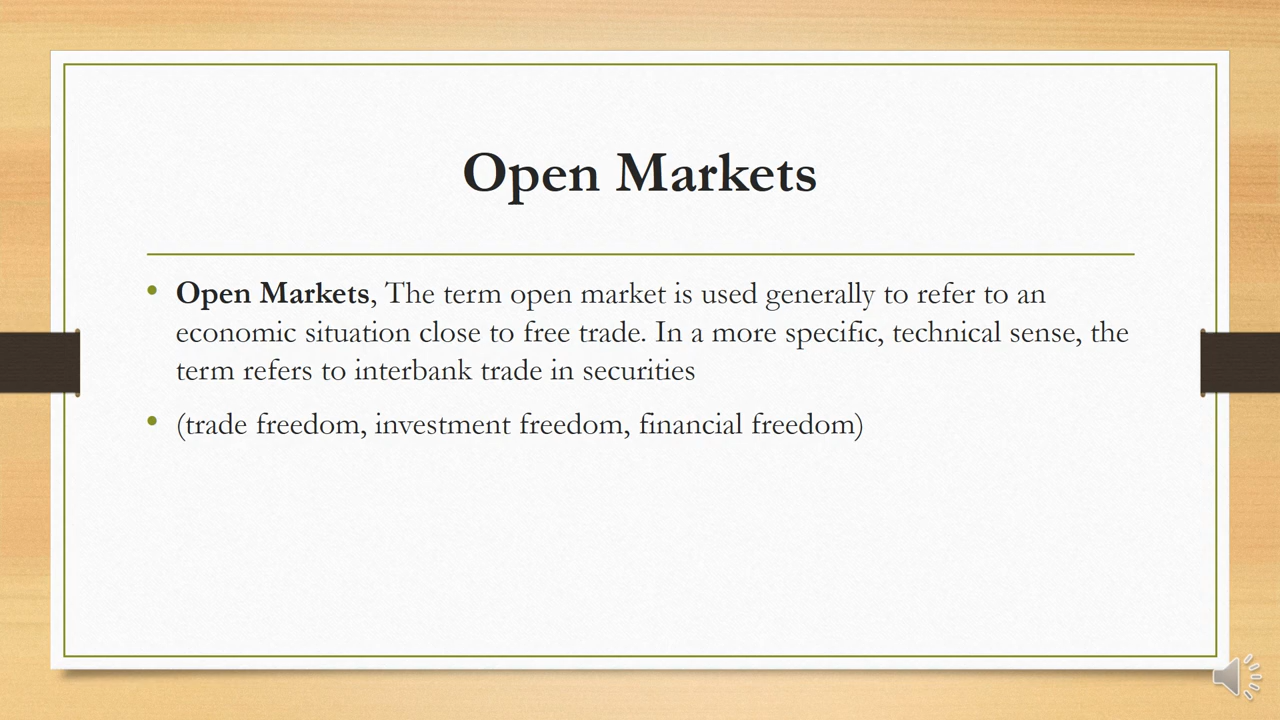 Open Markets
• Open Markets, The term open market is used generally to refer to an
economic situation close to free trade. In a more specific, technical sense, the
term refers to interbank trade in securities
• (trade freedom, investment freedom, financial freedom)